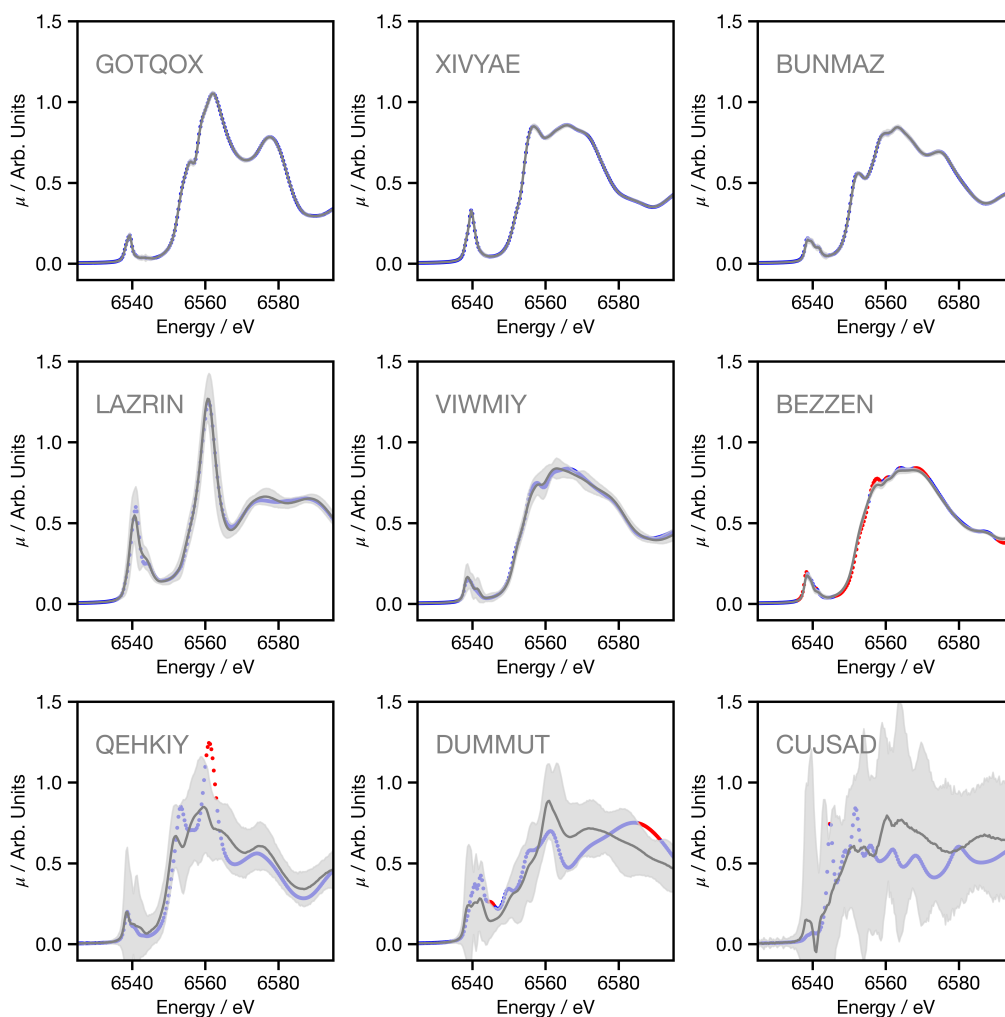 1.5
1.0
0.5
0.0
μ / Arb. Units
GOTQOX
6540 6560 6580
Energy / eV
1.5
1.0
0.5
0.0
μ / Arb. Units
XIVYAE
6540 6560 6580
Energy / eV
1.5
1.0
0.5
0.0
μ / Arb. Units
BUNMAZ
6540 6560 6580
Energy / eV
1.5
1.0
0.5
0.0
μ / Arb. Units
LAZRIN
6540 6560 6580
Energy / eV
1.5
1.0
0.5
0.0
μ / Arb. Units
VIWMIY
6540 6560 6580
Energy / eV
1.5
1.0
0.5
0.0
μ / Arb. Units
BEZZEN
6540 6560 6580
Energy / eV
1.5
1.0
0.5
0.0
μ / Arb. Units
QEHKIY
6540 6560 6580
Energy / eV
1.5
1.0
0.5
0.0
μ / Arb. Units
DUMMUT
6540 6560 6580
Energy / eV
1.5
1.0
0.5
0.0
μ / Arb. Units
CUJSAD
6540 6560 6580
Energy / eV